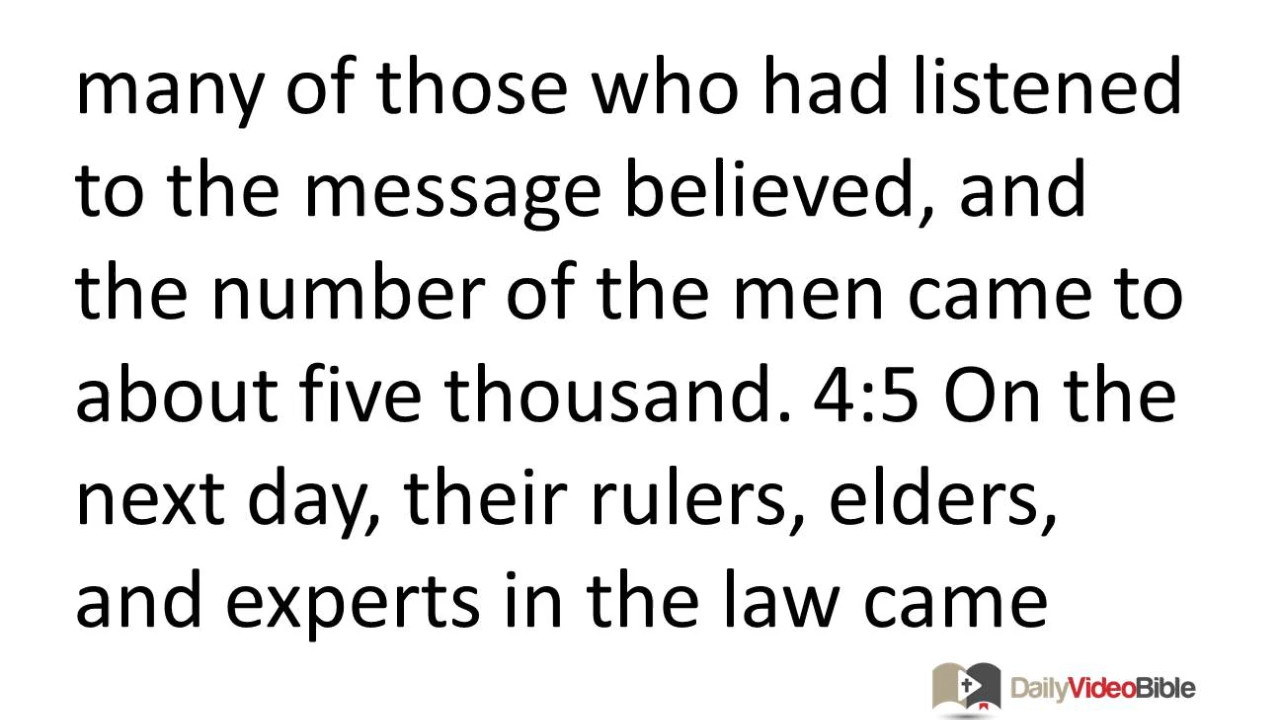 many of those who had listened
to the message believed, and
the number of the men came to
about five thousand. 4:5 On the
next day, their rulers, elders,
and experts in the law came
DailyVideoBible